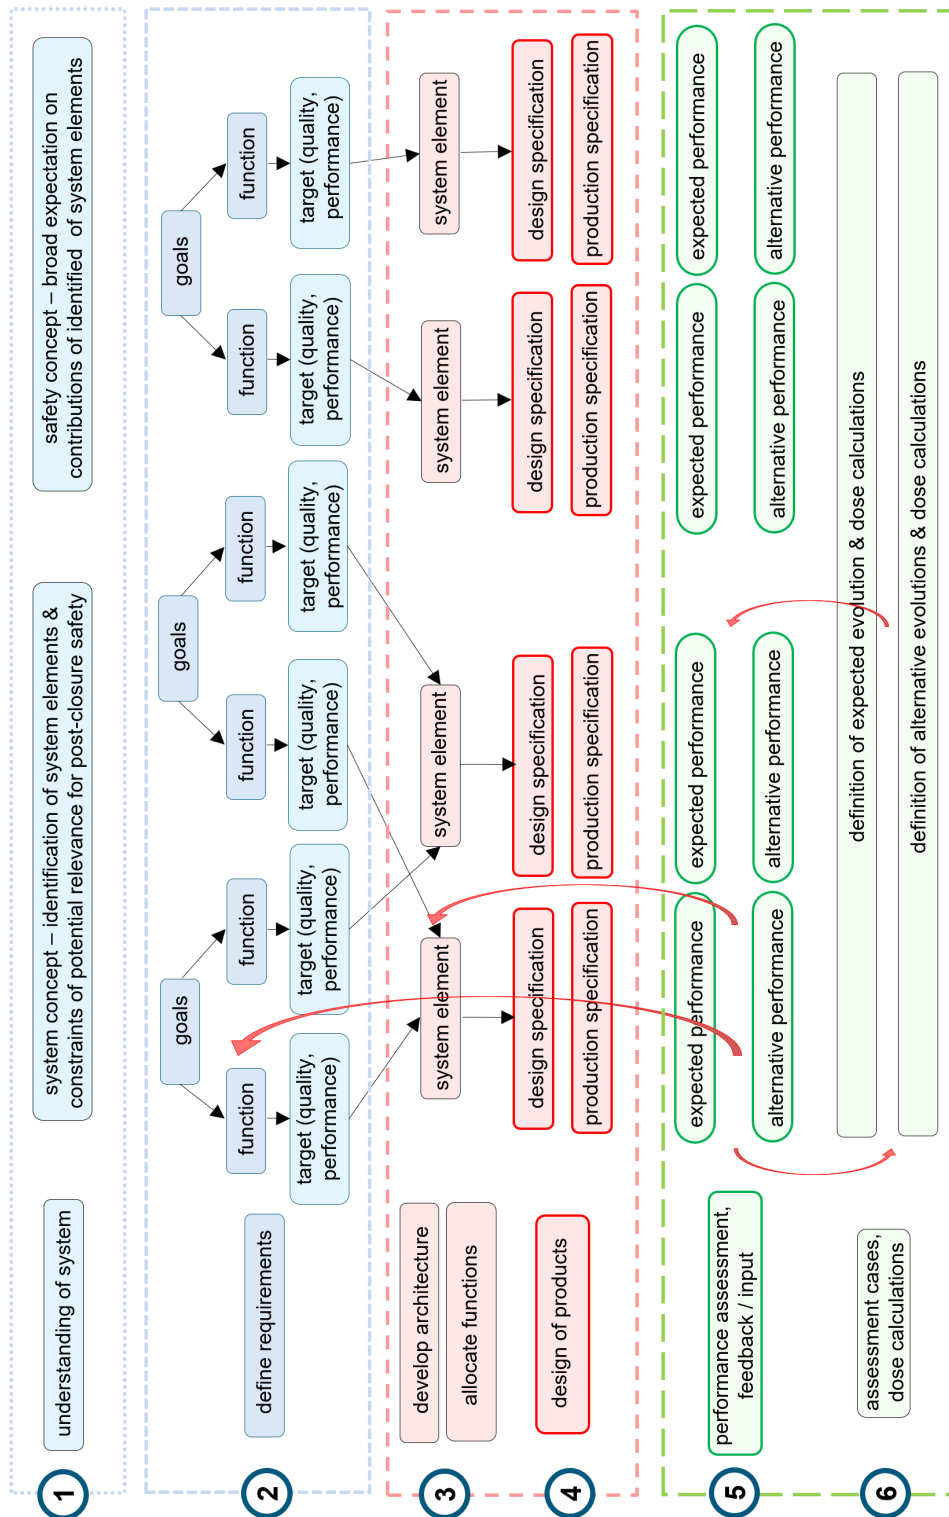 1
understanding of system
system concept – identification of system elements &
constraints of potential relevance for post-closure safety
safety concept – broad expectation on
contributions of identified  of system elements
2
define requirements
goals
goals
goals
function
function
function
function
function
function
target (quality,
performance)
target (quality,
performance)
target (quality,
performance)
target (quality,
performance)
target (quality,
performance)
target (quality,
performance)
3
develop architecture
allocate functions
system element
system element
system element
system element
4
design of products
design specification
design specification
design specification
design specification
production specification
production specification
production specification
production specification
5
performance assessment,
feedback / input
expected performance
expected performance
expected performance
expected performance
alternative performance
alternative performance
alternative performance
alternative performance
6
assessment cases,
dose calculations
definition of expected evolution & dose calculations
definition of alternative evolutions & dose calculations